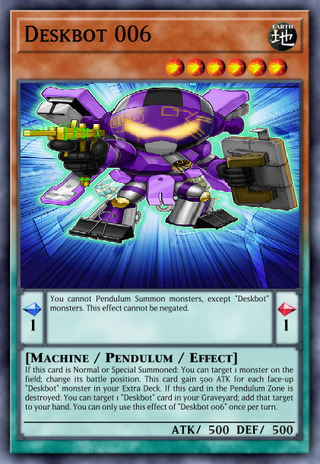 Deskbot 006
EARTH
地
You cannot Pendulum Summon monsters, except "Deskbot"
monsters. This effect cannot be negated.
1
1
[Machine / Pendulum / Effect]
If this card is Normal or Special Summoned: You can target 1 monster on the
field; change its battle position. This card gain 500 ATK for each face-up
"Deskbot" monster in your Extra Deck. If this card in the Pendulum Zone is
destroyed: You can target 1 "Deskbot" card in your Graveyard; add that target
to your hand. You can only use this effect of "Deskbot 006" once per turn.
ATK/ 500 DEF/ 500